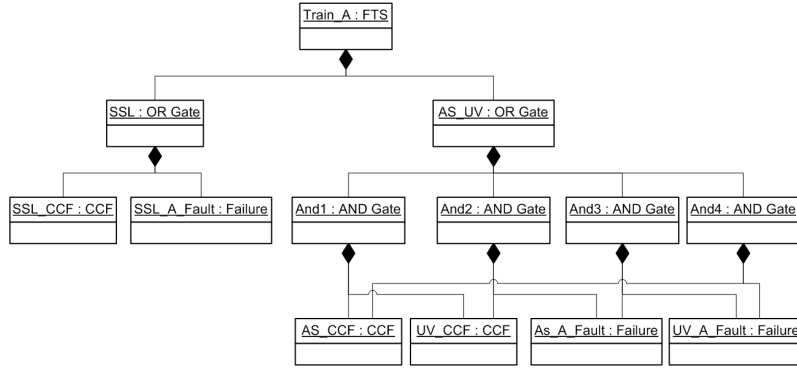 Train_A : FTS
SSL : OR Gate
AS_UV : OR Gate
SSL_CCF : CCF
SSL_A_Fault : Failure
And1 : AND Gate
And2 : AND Gate
And3 : AND Gate
And4 : AND Gate
AS_CCF : CCF
UV_CCF : CCF
As_A_Fault : Failure
UV_A_Fault : Failure